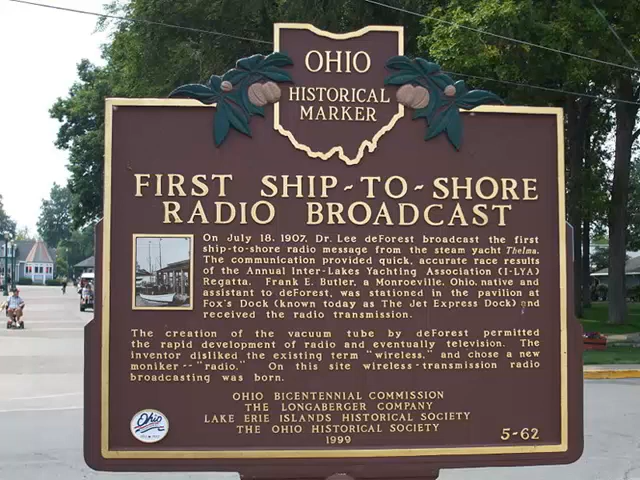 OHIO
HISTORICAL
MARKER
FIRST SHIP-TO-SHORE
RADIO BROADCAST
On July 18, 1907, Dr. Lee deForest broadcast the first
ship-to-shore radio message from the steam yacht Thelma.
The communication provided quick, accurate race results
of the Annual Inter-Lakes Yachting Association (I-LYA)
Regatta. Frank E. Butler, a Monroeville, Ohio, native and
assistant to deForest, was stationed in the pavilion at
Fox's Dock (known today as The Jet Express Dock) and
received the radio transmission.
The creation of the vacuum tube by deForest permitted
the rapid development of radio and eventually television. The
inventor disliked the existing term "wireless," and chose a new
moniker -- "radio." On this site wireless-transmission radio
broadcasting was born.
OHIO BICENTENNIAL COMMISSION
THE LONGABERGER COMPANY
LAKE ERIE ISLANDS HISTORICAL SOCIETY
THE OHIO HISTORICAL SOCIETY
1999
5-62
Ohio